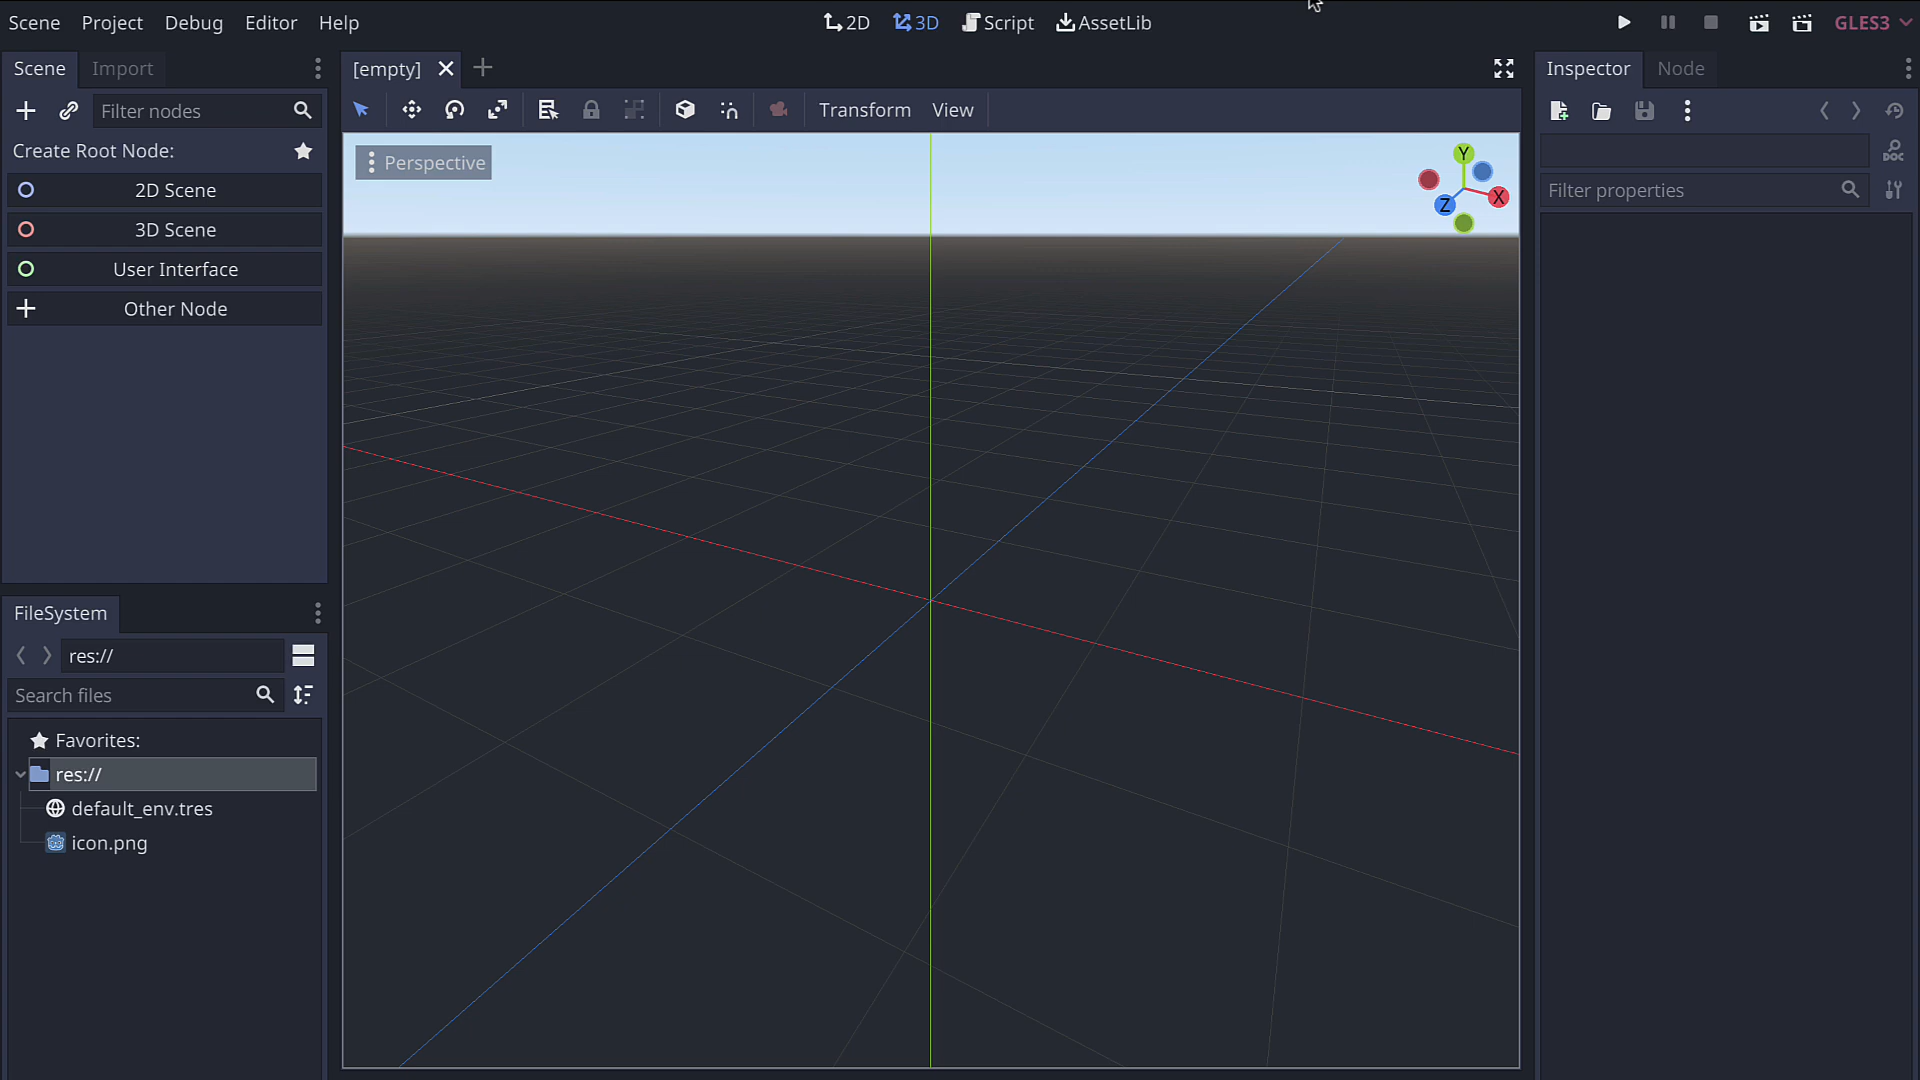 Scene Project Debug Editor Help
2D 3D Script AssetLib
GLES3
Scene Import
Filter nodes
Create Root Node:
2D Scene
3D Scene
User Interface
Other Node
FileSystem
res://
Search files
Favorites:
res://
default_env.tres
icon.png
[empty]
Transform View
Perspective
Y
X
Z
Inspector Node
DOC
Filter properties